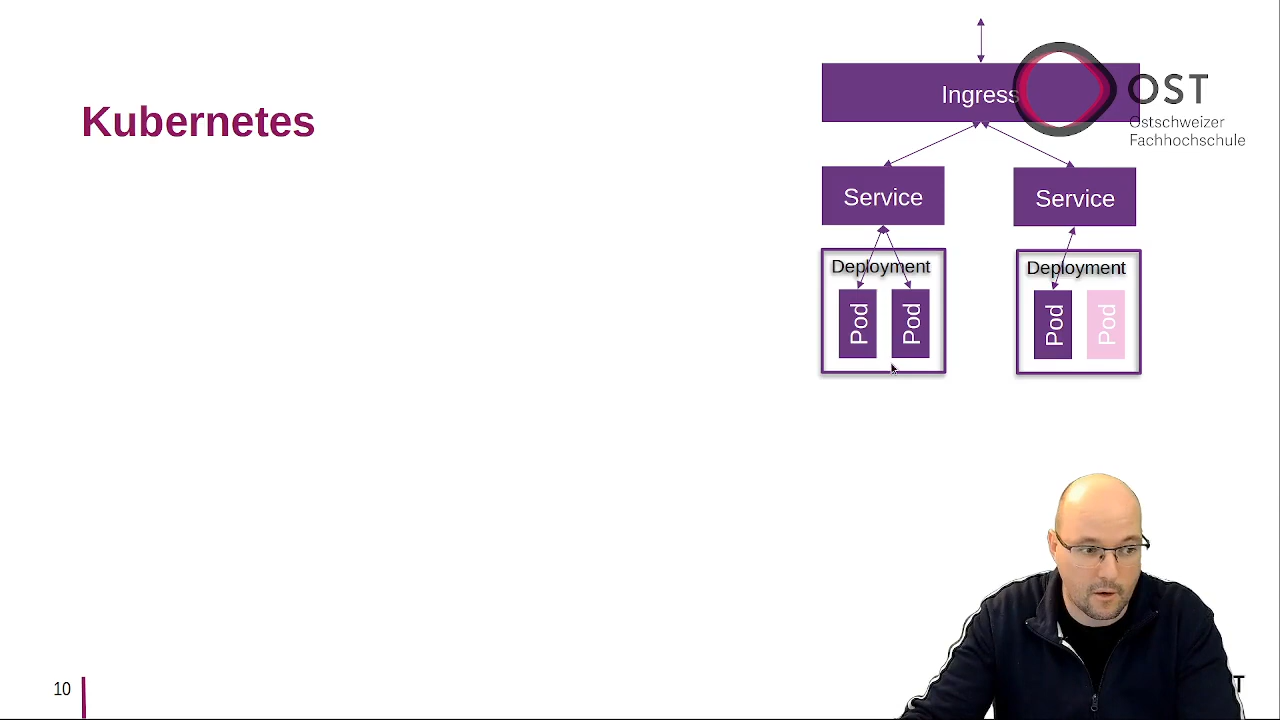 Kubernetes
Ingress
OST
Ostschweizer
Fachhochschule
Service
Service
Deployment
Deployment
Pod
Pod
Pod
Pod
10
T